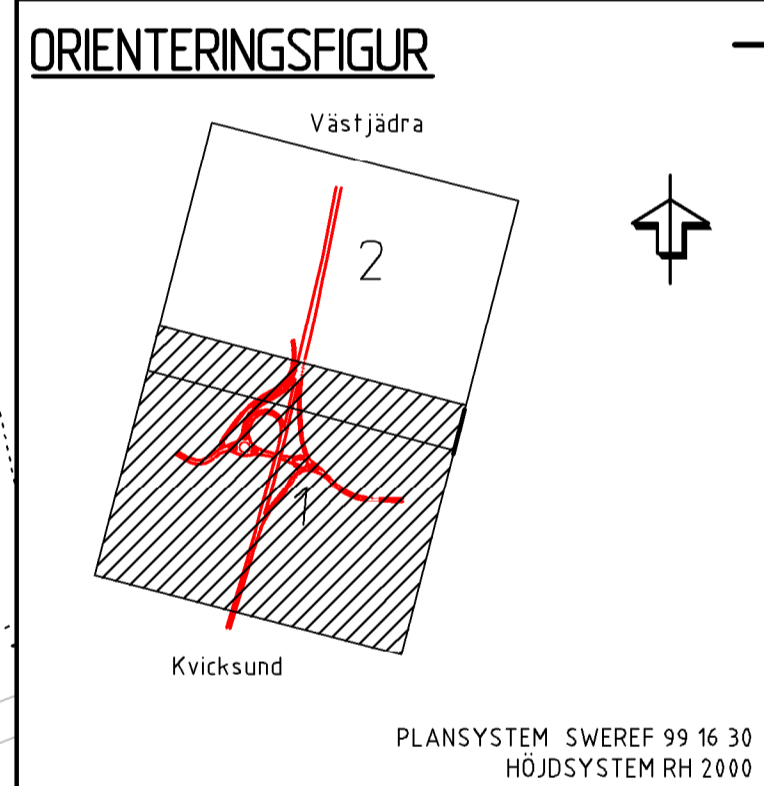 ORIENTERINGSFIGUR
Västjädra
2
1
Kvicksund
PLANSYSTEM SWEREF 99 16 30
HÖJDSYSTEM RH 2000